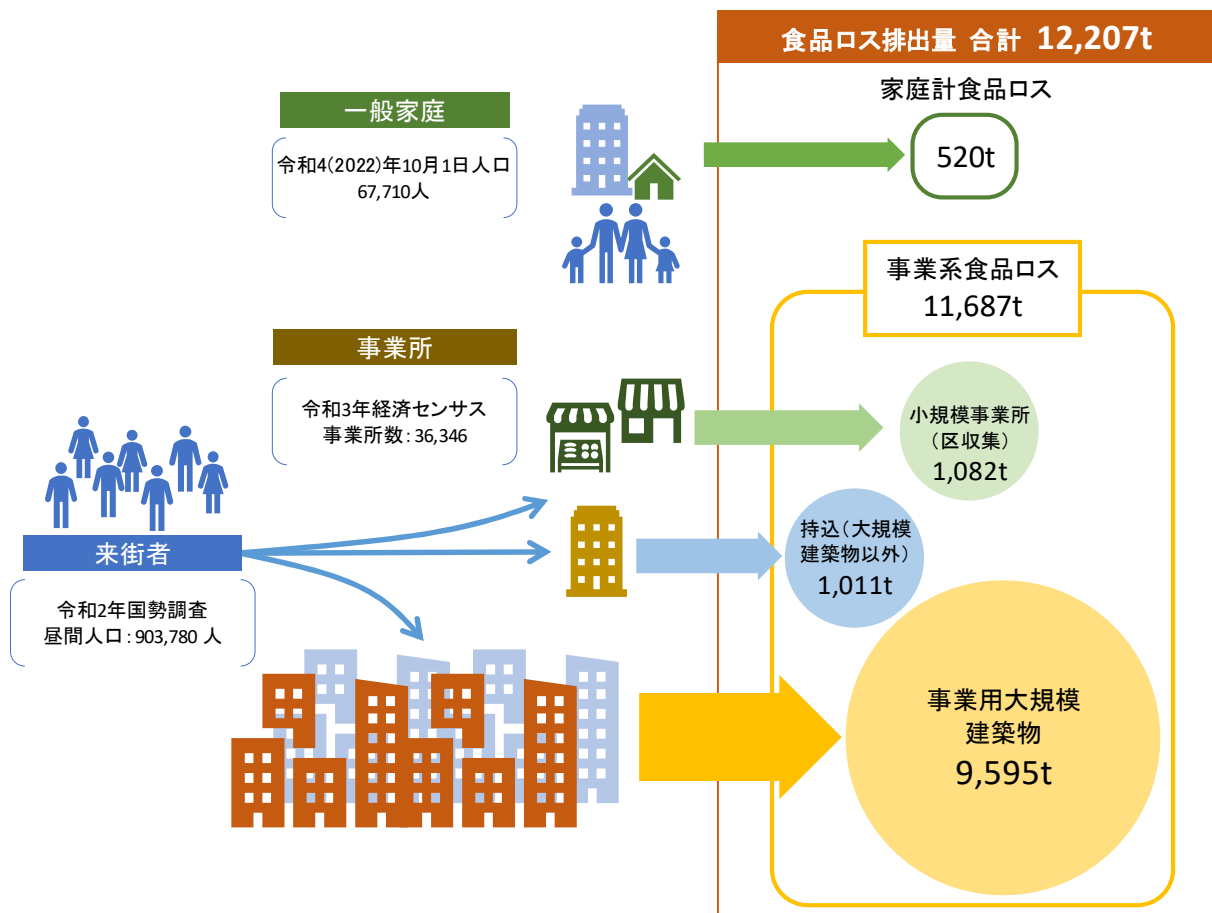 食品ロス排出量 合計 12,207t
一般家庭
令和4(2022)年10月1日人口
67,710人
家庭計食品ロス
520t
事業系食品ロス
11,687t
事業所
令和3年経済センサス
事業所数:36,346
小規模事業所
(区収集)
1,082t
持込(大規模
建築物以外)
1,011t
来街者
令和2年国勢調査
昼間人口:903,780 人
事業用大規模
建築物
9,595t